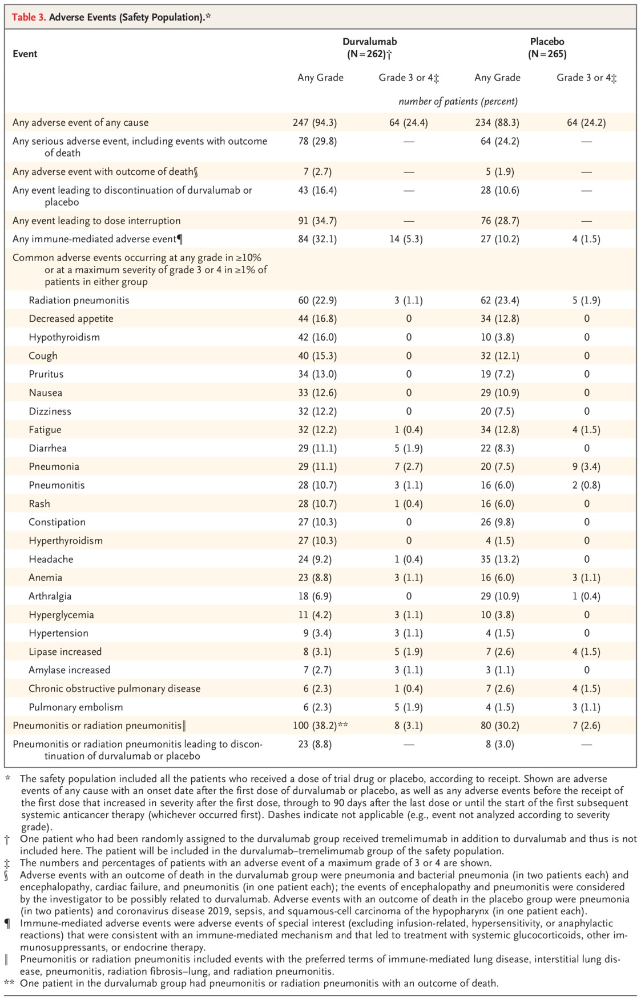 Table 3. Adverse Events (Safety Population).*
Event
Durvalumab
(N=262)†
Placebo
(N=265)
Any Grade Grade 3 or 4‡ Any Grade Grade 3 or 4‡
number of patients (percent)
Any adverse event of any cause 247 (94.3) 64 (24.4) 234 (88.3) 64 (24.2)
Any serious adverse event, including events with outcome 78 (29.8) — 64 (24.2) —
of death
Any adverse event with outcome of death§ 7 (2.7) — 5 (1.9) —
Any event leading to discontinuation of durvalumab or 43 (16.4) — 28 (10.6) —
placebo
Any event leading to dose interruption 91 (34.7) — 76 (28.7) —
Any immune-mediated adverse event¶ 84 (32.1) 14 (5.3) 27 (10.2) 4 (1.5)
Common adverse events occurring at any grade in ≥10%
or at a maximum severity of grade 3 or 4 in ≥1% of
patients in either group
Radiation pneumonitis 60 (22.9) 3 (1.1) 62 (23.4) 5 (1.9)
Decreased appetite 44 (16.8) 0 34 (12.8) 0
Hypothyroidism 42 (16.0) 0 10 (3.8) 0
Cough 40 (15.3) 0 32 (12.1) 0
Pruritus 34 (13.0) 0 19 (7.2) 0
Nausea 33 (12.6) 0 29 (10.9) 0
Dizziness 32 (12.2) 0 20 (7.5) 0
Fatigue 32 (12.2) 1 (0.4) 34 (12.8) 4 (1.5)
Diarrhea 29 (11.1) 5 (1.9) 22 (8.3) 0
Pneumonia 29 (11.1) 7 (2.7) 20 (7.5) 9 (3.4)
Pneumonitis 28 (10.7) 3 (1.1) 16 (6.0) 2 (0.8)
Rash 28 (10.7) 1 (0.4) 16 (6.0) 0
Constipation 27 (10.3) 0 26 (9.8) 0
Hyperthyroidism 27 (10.3) 0 4 (1.5) 0
Headache 24 (9.2) 1 (0.4) 35 (13.2) 0
Anemia 23 (8.8) 3 (1.1) 16 (6.0) 3 (1.1)
Arthralgia 18 (6.9) 0 29 (10.9) 1 (0.4)
Hyperglycemia 11 (4.2) 3 (1.1) 10 (3.8) 0
Hypertension 9 (3.4) 3 (1.1) 4 (1.5) 0
Lipase increased 8 (3.1) 5 (1.9) 7 (2.6) 4 (1.5)
Amylase increased 7 (2.7) 3 (1.1) 3 (1.1) 0
Chronic obstructive pulmonary disease 6 (2.3) 1 (0.4) 7 (2.6) 4 (1.5)
Pulmonary embolism 6 (2.3) 5 (1.9) 4 (1.5) 3 (1.1)
Pneumonitis or radiation pneumonitis‖ 100 (38.2)** 8 (3.1) 80 (30.2) 7 (2.6)
Pneumonitis or radiation pneumonitis leading to discon- 23 (8.8) — 8 (3.0) —
tinuation of durvalumab or placebo
* The safety population included all the patients who received a dose of trial drug or placebo, according to receipt. Shown are adverse
events of any cause with an onset date after the first dose of durvalumab or placebo, as well as any adverse events before the receipt of
the first dose that increased in severity after the first dose, through to 90 days after the last dose or until the start of the first subsequent
systemic anticancer therapy (whichever occurred first). Dashes indicate not applicable (e.g., event not analyzed according to severity
grade).
† One patient who had been randomly assigned to the durvalumab group received tremelimumab in addition to durvalumab and thus is not
included here. The patient will be included in the durvalumab–tremelimumab group of the safety population.
‡ The numbers and percentages of patients with an adverse event of a maximum grade of 3 or 4 are shown.
§ Adverse events with an outcome of death in the durvalumab group were pneumonia and bacterial pneumonia (in two patients each) and
encephalopathy, cardiac failure, and pneumonitis (in one patient each); the events of encephalopathy and pneumonitis were considered
by the investigator to be possibly related to durvalumab. Adverse events with an outcome of death in the placebo group were pneumonia
(in two patients) and coronavirus disease 2019, sepsis, and squamous-cell carcinoma of the hypopharynx (in one patient each).
¶ Immune-mediated adverse events were adverse events of special interest (excluding infusion-related, hypersensitivity, or anaphylactic
reactions) that were consistent with an immune-mediated mechanism and that led to treatment with systemic glucocorticoids, other im-
munosuppressants, or endocrine therapy.
‖ Pneumonitis or radiation pneumonitis included events with the preferred terms of immune-mediated lung disease, interstitial lung dis-
ease, pneumonitis, radiation fibrosis–lung, and radiation pneumonitis.
** One patient in the durvalumab group had pneumonitis or radiation pneumonitis with an outcome of death.